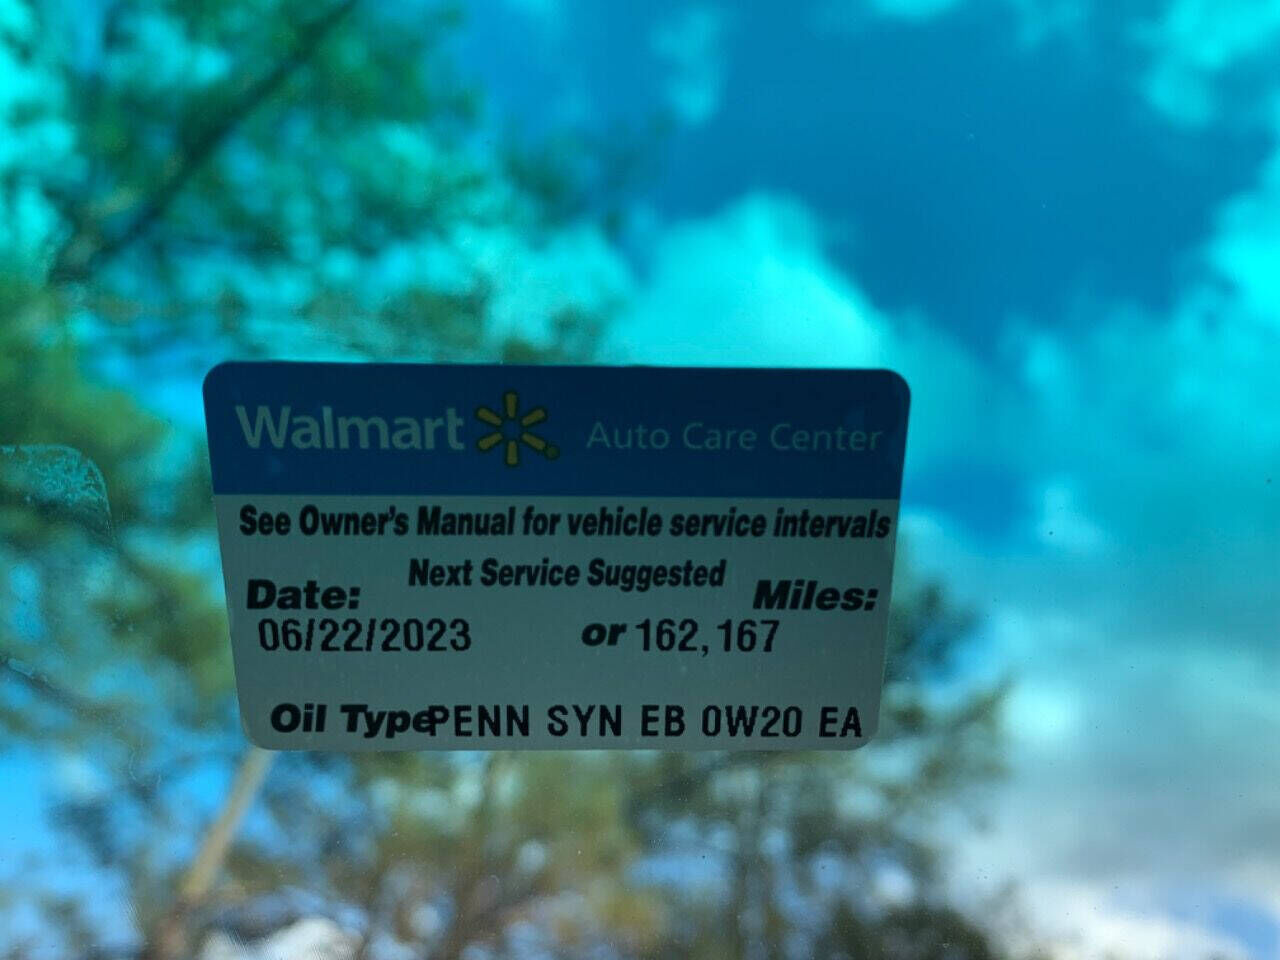 Walmart Auto Care Center
See Owner's Manual for vehicle service intervals
Next Service Suggested
Date: Miles:
06/22/2023 or 162,167
Oil Type PENN SYN EB 0W20 EA